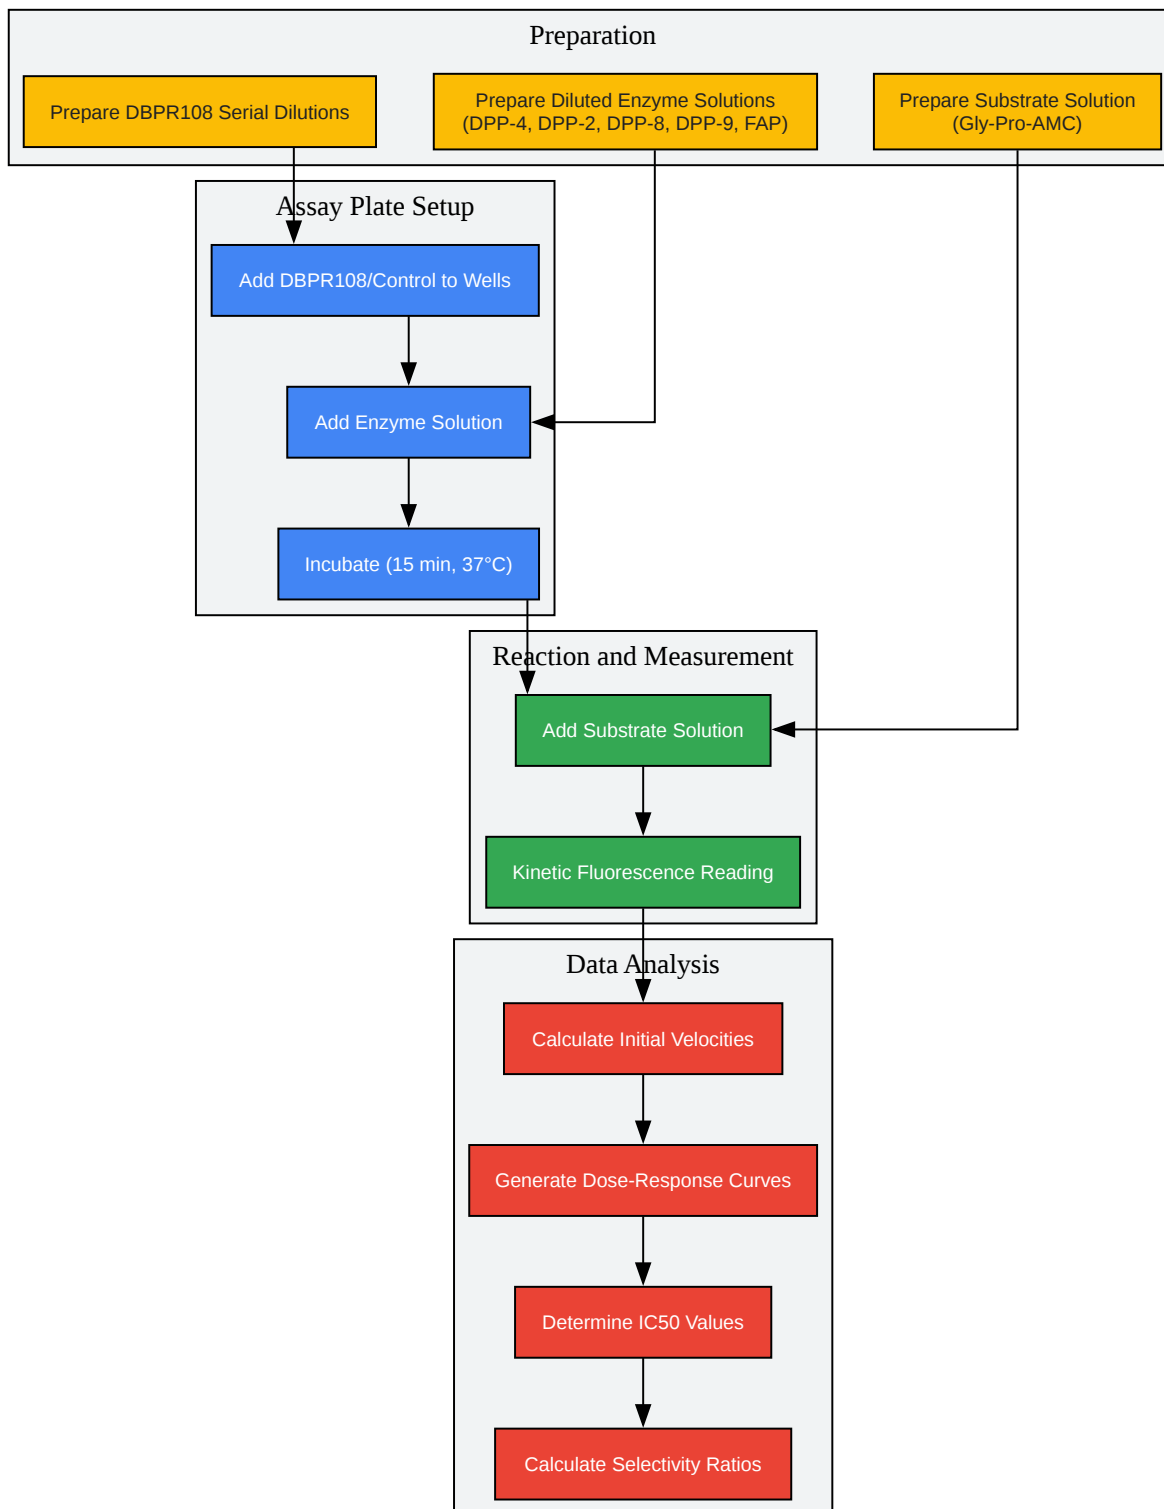 Preparation
Prepare DBPR108 Serial Dilutions
Prepare Diluted Enzyme Solutions
(DPP-4, DPP-2, DPP-8, DPP-9, FAP)
Prepare Substrate Solution
(Gly-Pro-AMC)
Assay Plate Setup
Add DBPR108/Control to Wells
Add Enzyme Solution
Incubate (15 min, 37°C)
Reaction and Measurement
Add Substrate Solution
Kinetic Fluorescence Reading
Data Analysis
Calculate Initial Velocities
Generate Dose-Response Curves
Determine IC50 Values
Calculate Selectivity Ratios